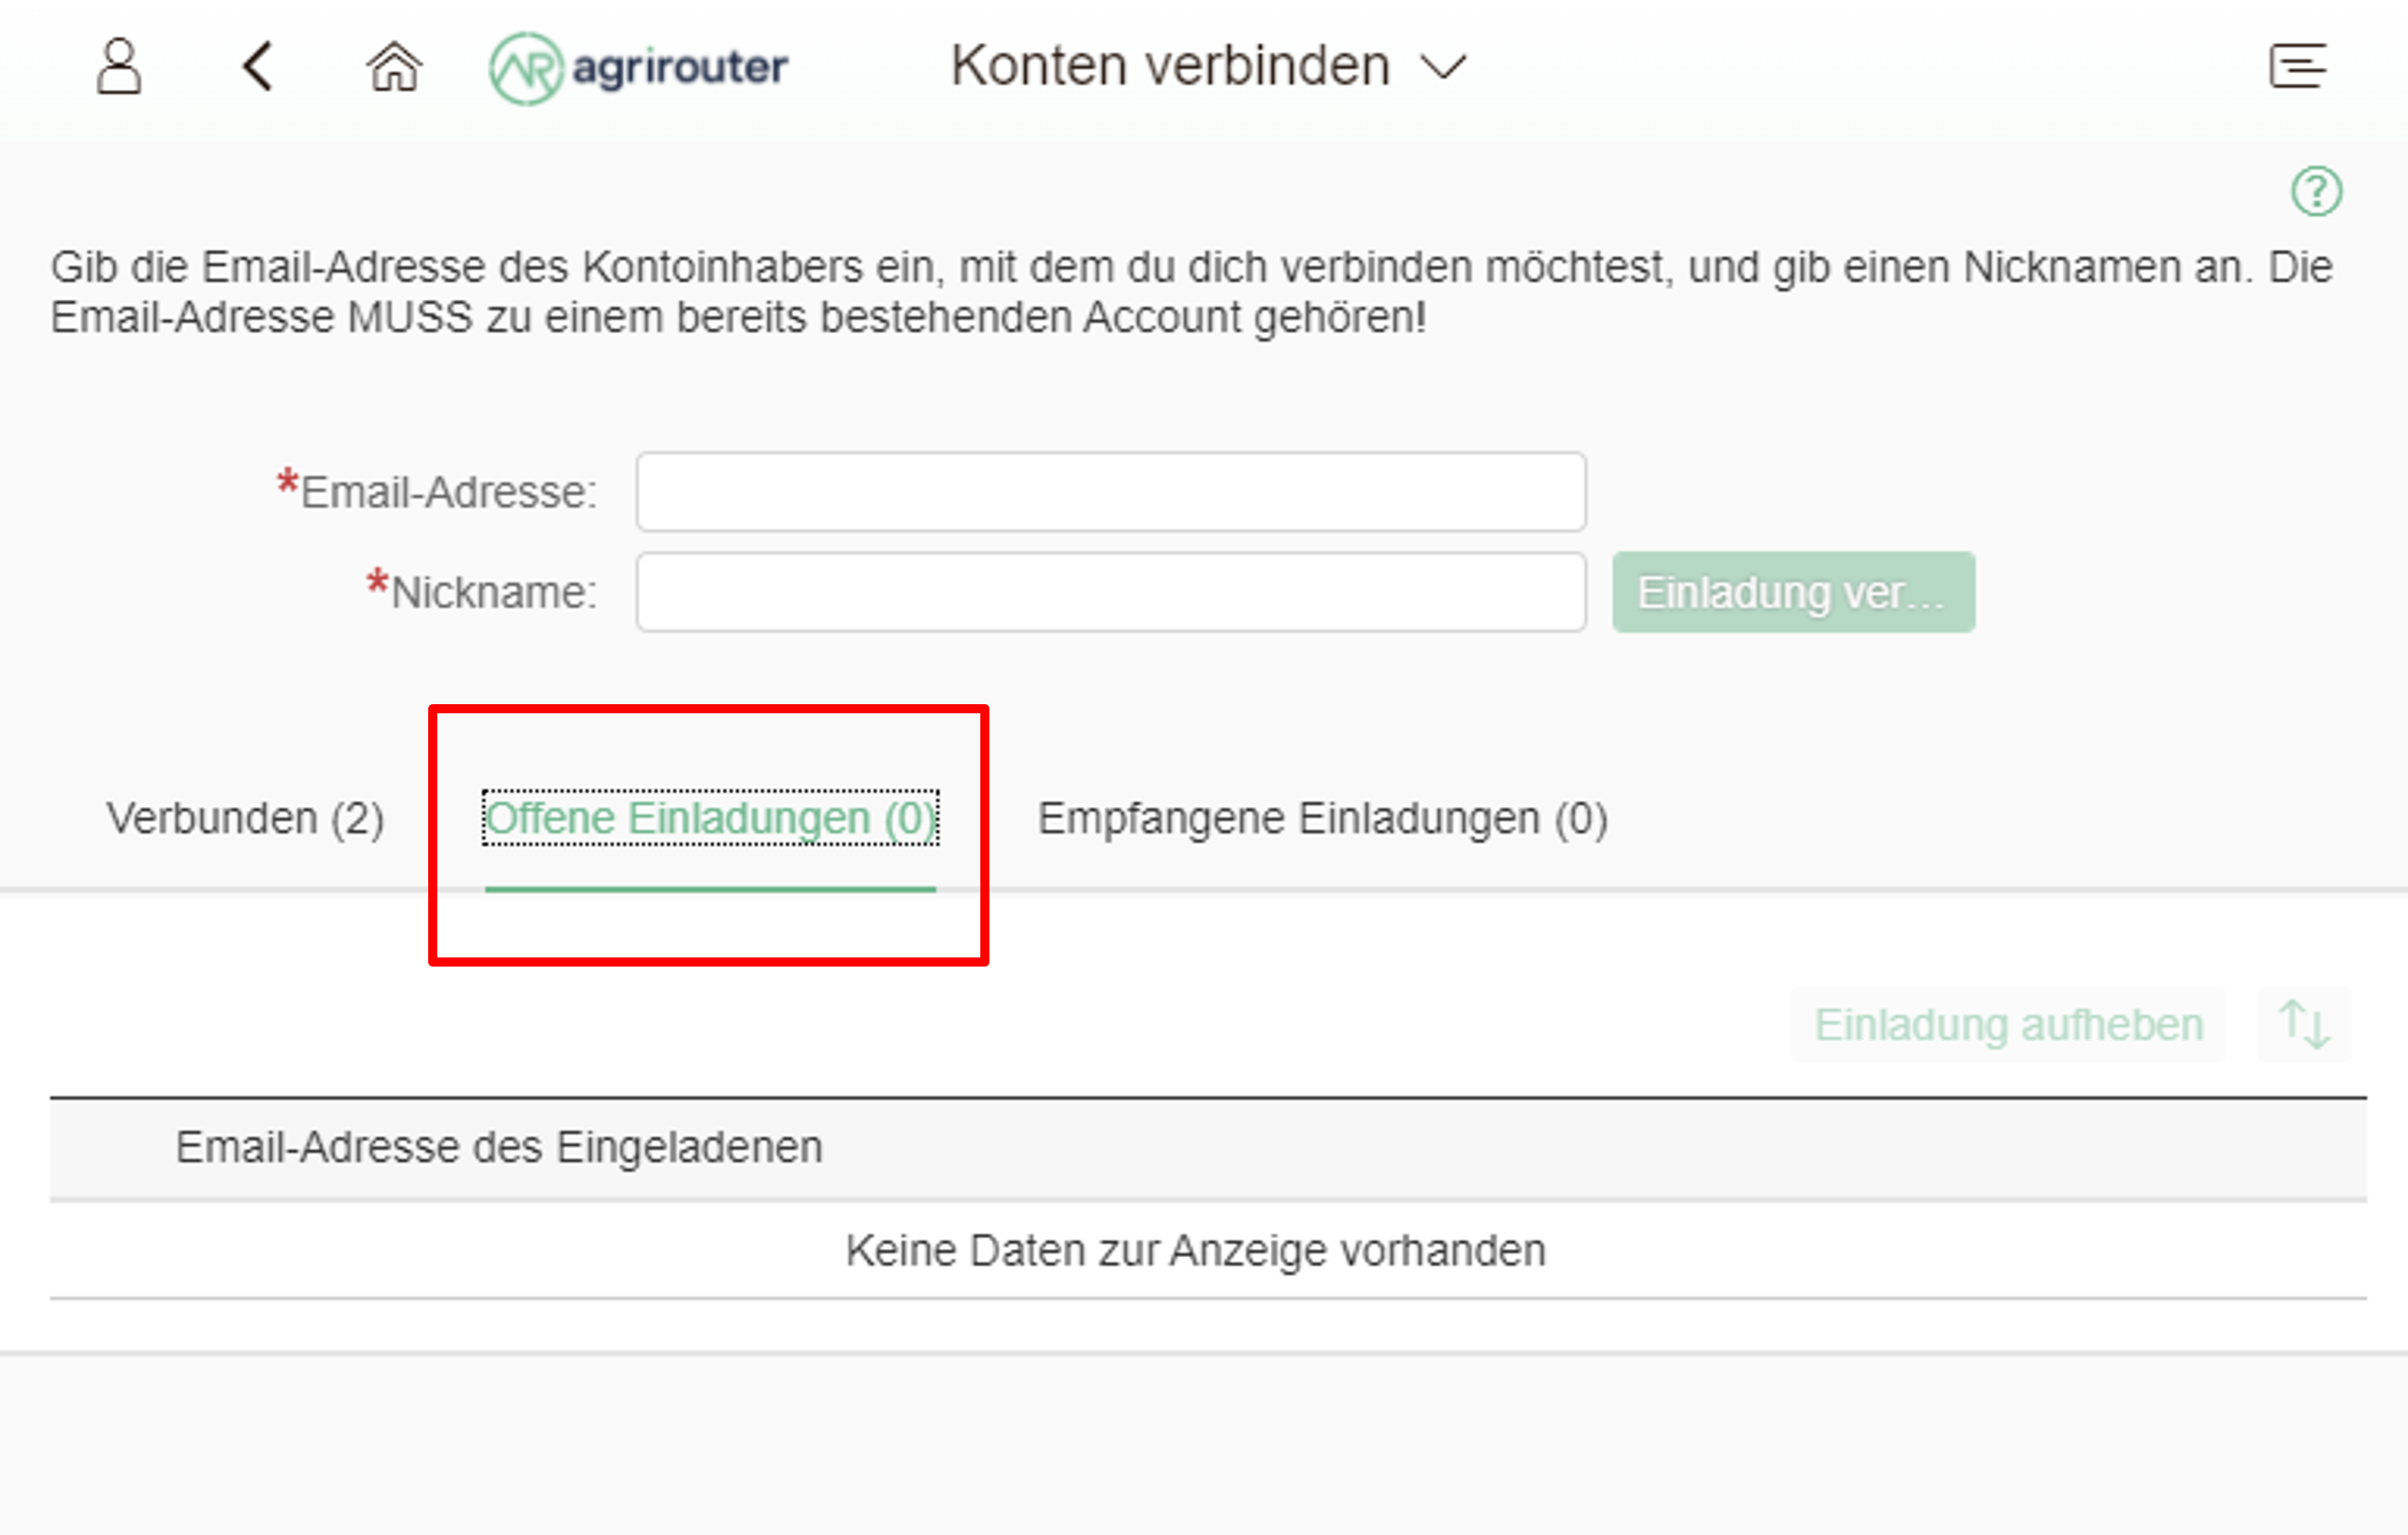 agrirouter
Konten verbinden
Gib die Email-Adresse des Kontoinhabers ein, mit dem du dich verbinden möchtest, und gib einen Nicknamen an. Die
Email-Adresse MUSS zu einem bereits bestehenden Account gehören!
*Email-Adresse:
*Nickname:
Einladung ver...
Verbunden (2)
Offene Einladungen (0)
Empfangene Einladungen (0)
Einladung aufheben
Email-Adresse des Eingeladenen
Keine Daten zur Anzeige vorhanden